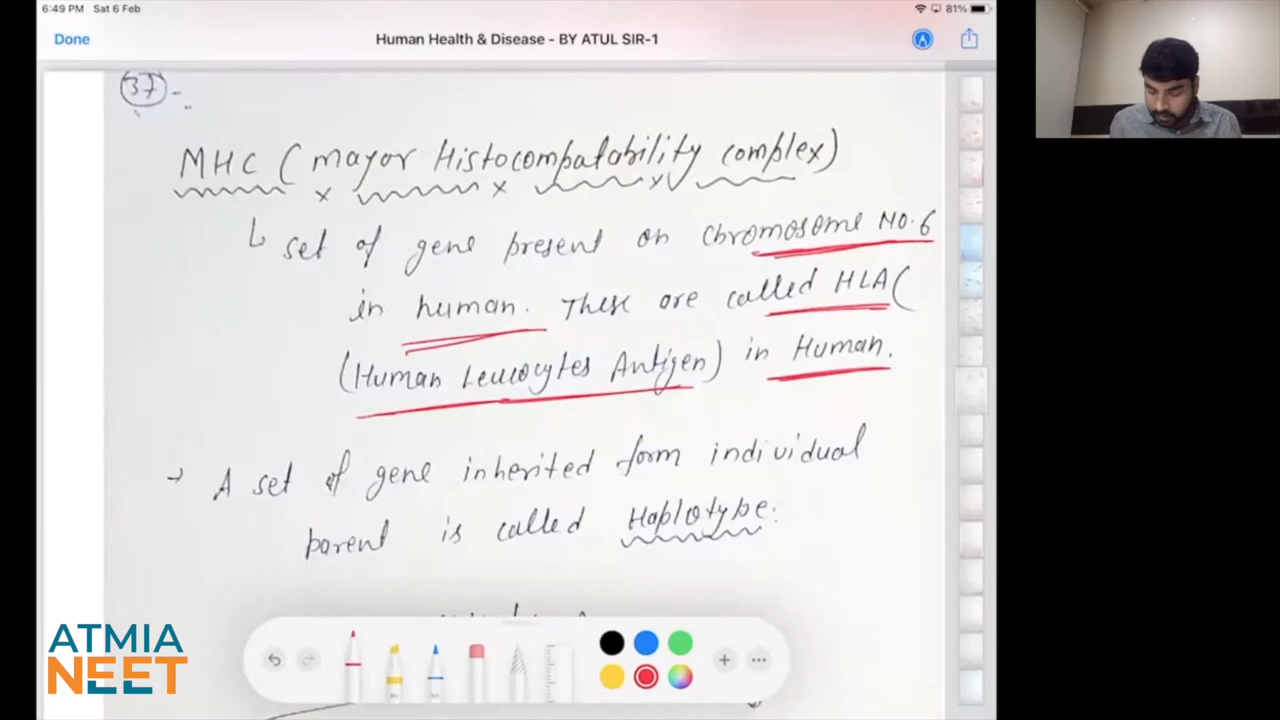 6:49 PM Sat 6 Feb
81%
Done
Human Health & Disease - BY ATUL SIR-1
37 -
MHC ( mayor Histocompatability complex)
set of gene present on chromosome No. 6
in human. These are called HLA(
(Human Leucocytes Antigen) in Human.
→ A set of gene inherited form individual
parent is called Haplotype.
ATMIA
NEET